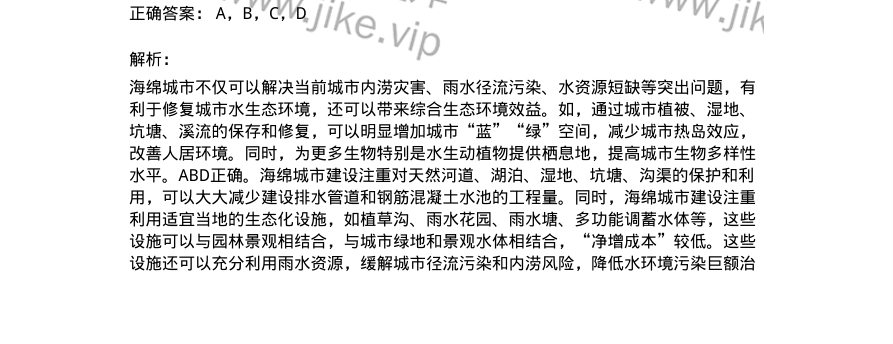 正确答案： A，B，C，D
www.jike.vip
解析：
海绵城市不仅可以解决当前城市内涝灾害、雨水径流污染、水资源短缺等突出问题，有
利于修复城市水生态环境，还可以带来综合生态环境效益。如，通过城市植被、湿地、
坑塘、溪流的保存和修复，可以明显增加城市“蓝”“绿”空间，减少城市热岛效应，
改善人居环境。同时，为更多生物特别是水生动植物提供栖息地，提高城市生物多样性
水平。ABD正确。海绵城市建设注重对天然河道、湖泊、湿地、坑塘、沟渠的保护和利
用，可以大大减少建设排水管道和钢筋混凝土水池的工程量。同时，海绵城市建设注重
利用适宜当地的生态化设施，如植草沟、雨水花园、雨水塘、多功能调蓄水体等，这些
设施可以与园林景观相结合，与城市绿地和景观水体相结合，“净增成本”较低。这些
设施还可以充分利用雨水资源，缓解城市径流污染和内涝风险，降低水环境污染巨额治